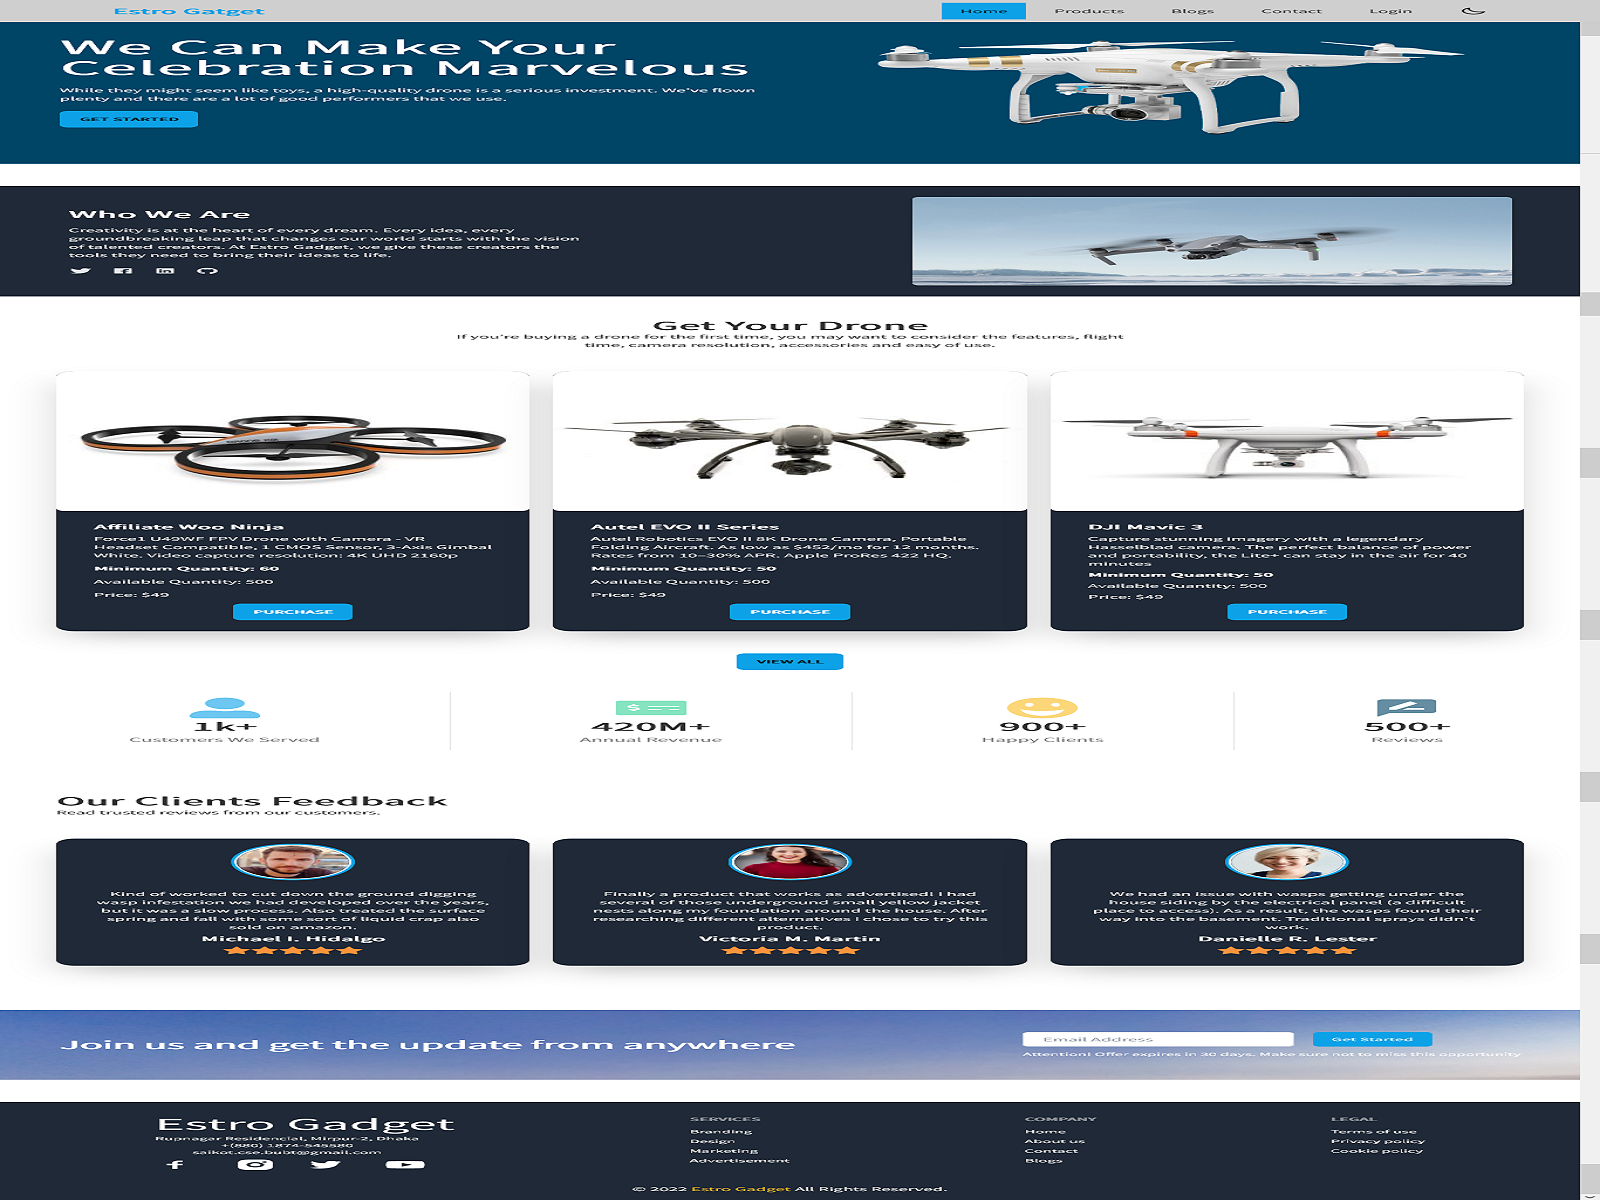 Estro Gatget
Home
Products
Blogs
Contact
Login
We Can Make Your
Celebration Marvelous
While they might seem like toys, a high-quality drone is a serious investment. We've flown
plenty and there are a lot of good performers that we use.
GET STARTED
Who We Are
Creativity is at the heart of every dream. Every idea, every
groundbreaking leap that changes our world starts with the vision
of talented creators. At Estro Gadget, we give these creators the
tools they need to bring their ideas to life.
Get Your Drone
If you're buying a drone for the first time, you may want to consider the features, flight
time, camera resolution, accessories and easy of use.
Affiliate Woo Ninja
Force1 U49WF FPV Drone with Camera - VR
Headset Compatible, 1 CMOS Sensor, 3-Axis Gimbal
White. Video capture resolution: 4K UHD 2160p
Minimum Quantity: 60
Available Quantity: 500
Price: $49
PURCHASE
Autel EVO II Series
Autel Robotics EVO II 8K Drone Camera, Portable
Folding Aircraft. As low as $452/mo for 12 months.
Rates from 10–30% APR. Apple ProRes 422 HQ.
Minimum Quantity: 50
Available Quantity: 500
Price: $49
PURCHASE
DJI Mavic 3
Capture stunning imagery with a legendary
Hasselblad camera. The perfect balance of power
and portability, the Lite+ can stay in the air for 40
minutes
Minimum Quantity: 50
Available Quantity: 500
Price: $49
PURCHASE
VIEW ALL
1k+
Customers We Served
420M+
Annual Revenue
900+
Happy Clients
500+
Reviews
Our Clients Feedback
Read trusted reviews from our customers.
Kind of worked to cut down the ground digging
wasp infestation we had developed over the years,
but it was a slow process. Also treated the surface
spring and fall with some sort of liquid crap also
sold on amazon.
Michael I. Hidalgo
Finally a product that works as advertised! I had
several of those underground small yellow jacket
nests along my foundation around the house. After
researching different alternatives I chose to try this
product.
Victoria M. Martin
We had an issue with wasps getting under the
house siding by the electrical panel (a difficult
place to access). As a result, the wasps found their
way into the basement. Traditional sprays didn't
work.
Danielle R. Lester
Join us and get the update from anywhere
Email Address
Get Started
Attention! Offer expires in 30 days. Make sure not to miss this opportunity
Estro Gadget
Rupnagar Residencial, Mirpur-2, Dhaka
+(880) 1874-545580
saikot.cse.bubt@gmail.com
SERVICES
Branding
Design
Marketing
Advertisement
COMPANY
Home
About us
Contact
Blogs
LEGAL
Terms of use
Privacy policy
Cookie policy
© 2022 Estro Gadget All Rights Reserved.